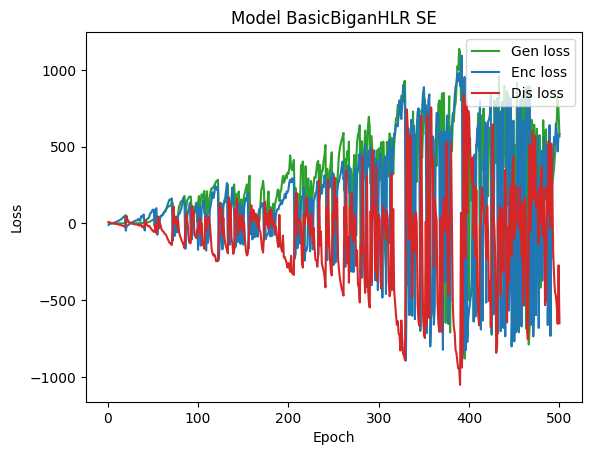 Model BasicBiganHLR SE
Gen loss
Enc loss
Dis loss
1000
500
0
−500
−1000
Loss
0
100
200
300
400
500
Epoch